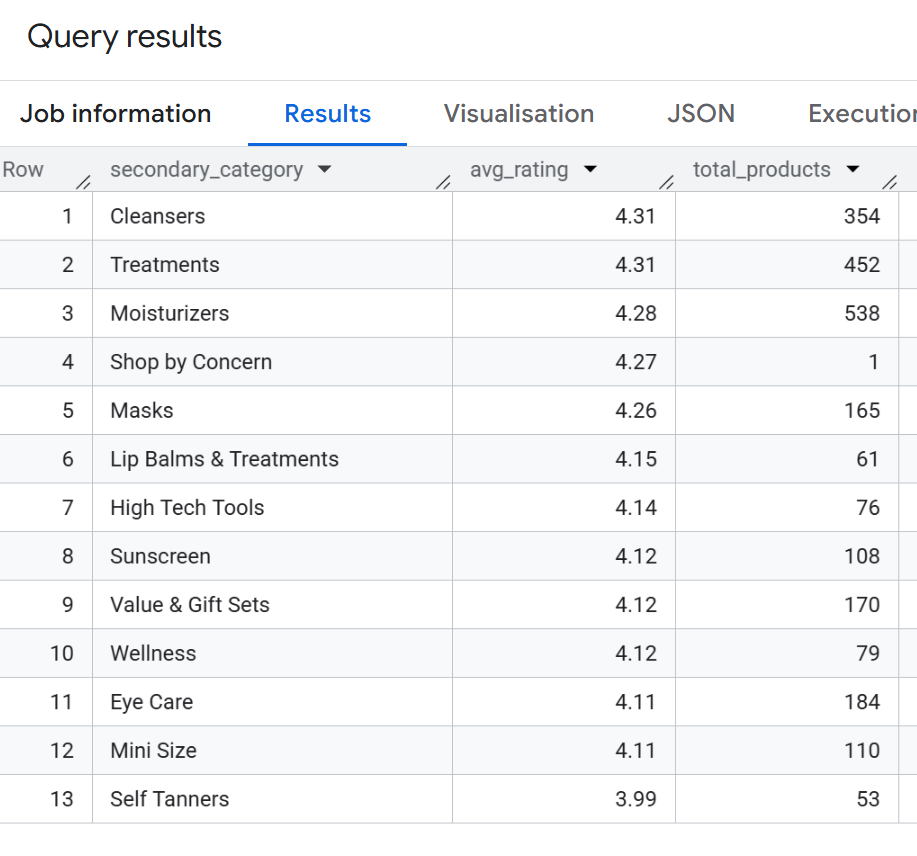 Query results
Job information Results Visualisation JSON Execution
Row secondary_category avg_rating total_products
1 Cleansers 4.31 354
2 Treatments 4.31 452
3 Moisturizers 4.28 538
4 Shop by Concern 4.27 1
5 Masks 4.26 165
6 Lip Balms & Treatments 4.15 61
7 High Tech Tools 4.14 76
8 Sunscreen 4.12 108
9 Value & Gift Sets 4.12 170
10 Wellness 4.12 79
11 Eye Care 4.11 184
12 Mini Size 4.11 110
13 Self Tanners 3.99 53